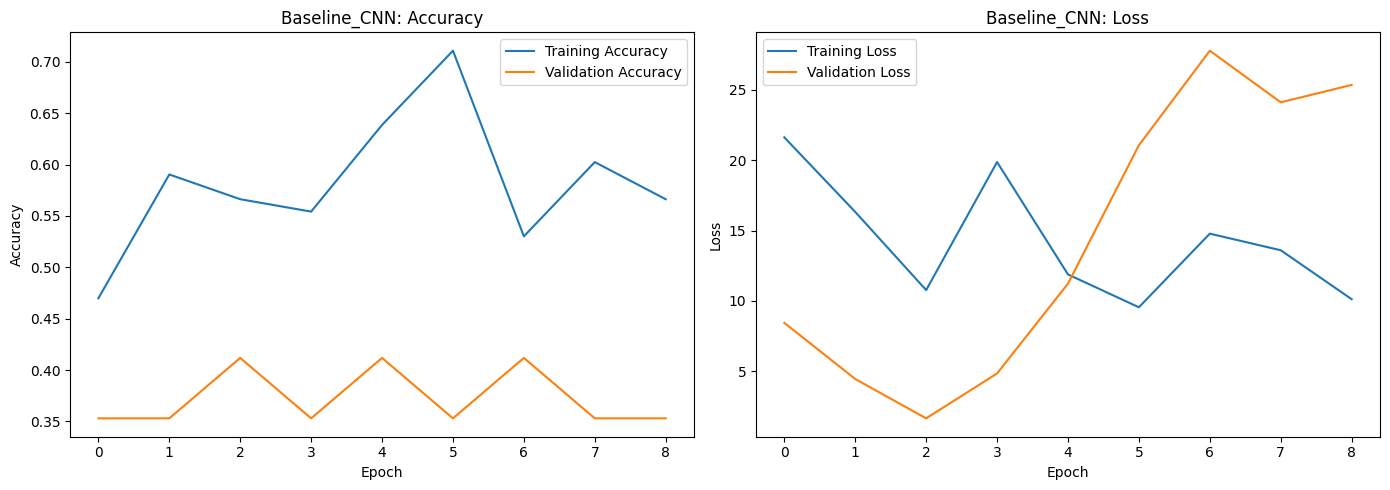 Baseline_CNN: Accuracy
Training Accuracy
Validation Accuracy
Accuracy
0.70
0.65
0.60
0.55
0.50
0.45
0.40
0.35
0 1 2 3 4 5 6 7 8
Epoch
Baseline_CNN: Loss
Training Loss
Validation Loss
Loss
25
20
15
10
5
0 1 2 3 4 5 6 7 8
Epoch